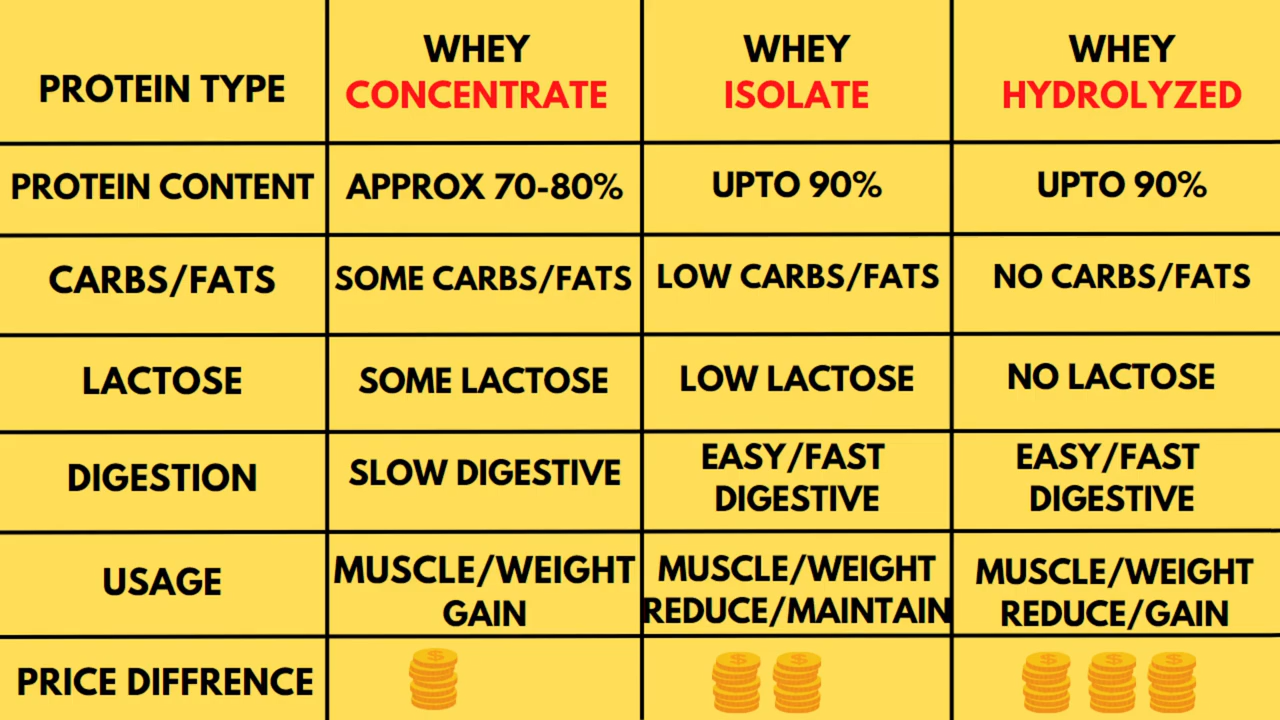 PROTEIN TYPE
WHEY
CONCENTRATE
WHEY
ISOLATE
WHEY
HYDROLYZED
PROTEIN CONTENT
APPROX 70-80%
UPTO 90%
UPTO 90%
CARBS/FATS
SOME CARBS/FATS
LOW CARBS/FATS
NO CARBS/FATS
LACTOSE
SOME LACTOSE
LOW LACTOSE
NO LACTOSE
DIGESTION
SLOW DIGESTIVE
EASY/FAST
DIGESTIVE
EASY/FAST
DIGESTIVE
USAGE
MUSCLE/WEIGHT
GAIN
MUSCLE/WEIGHT
REDUCE/MAINTAIN
MUSCLE/WEIGHT
REDUCE/GAIN
PRICE DIFFRENCE